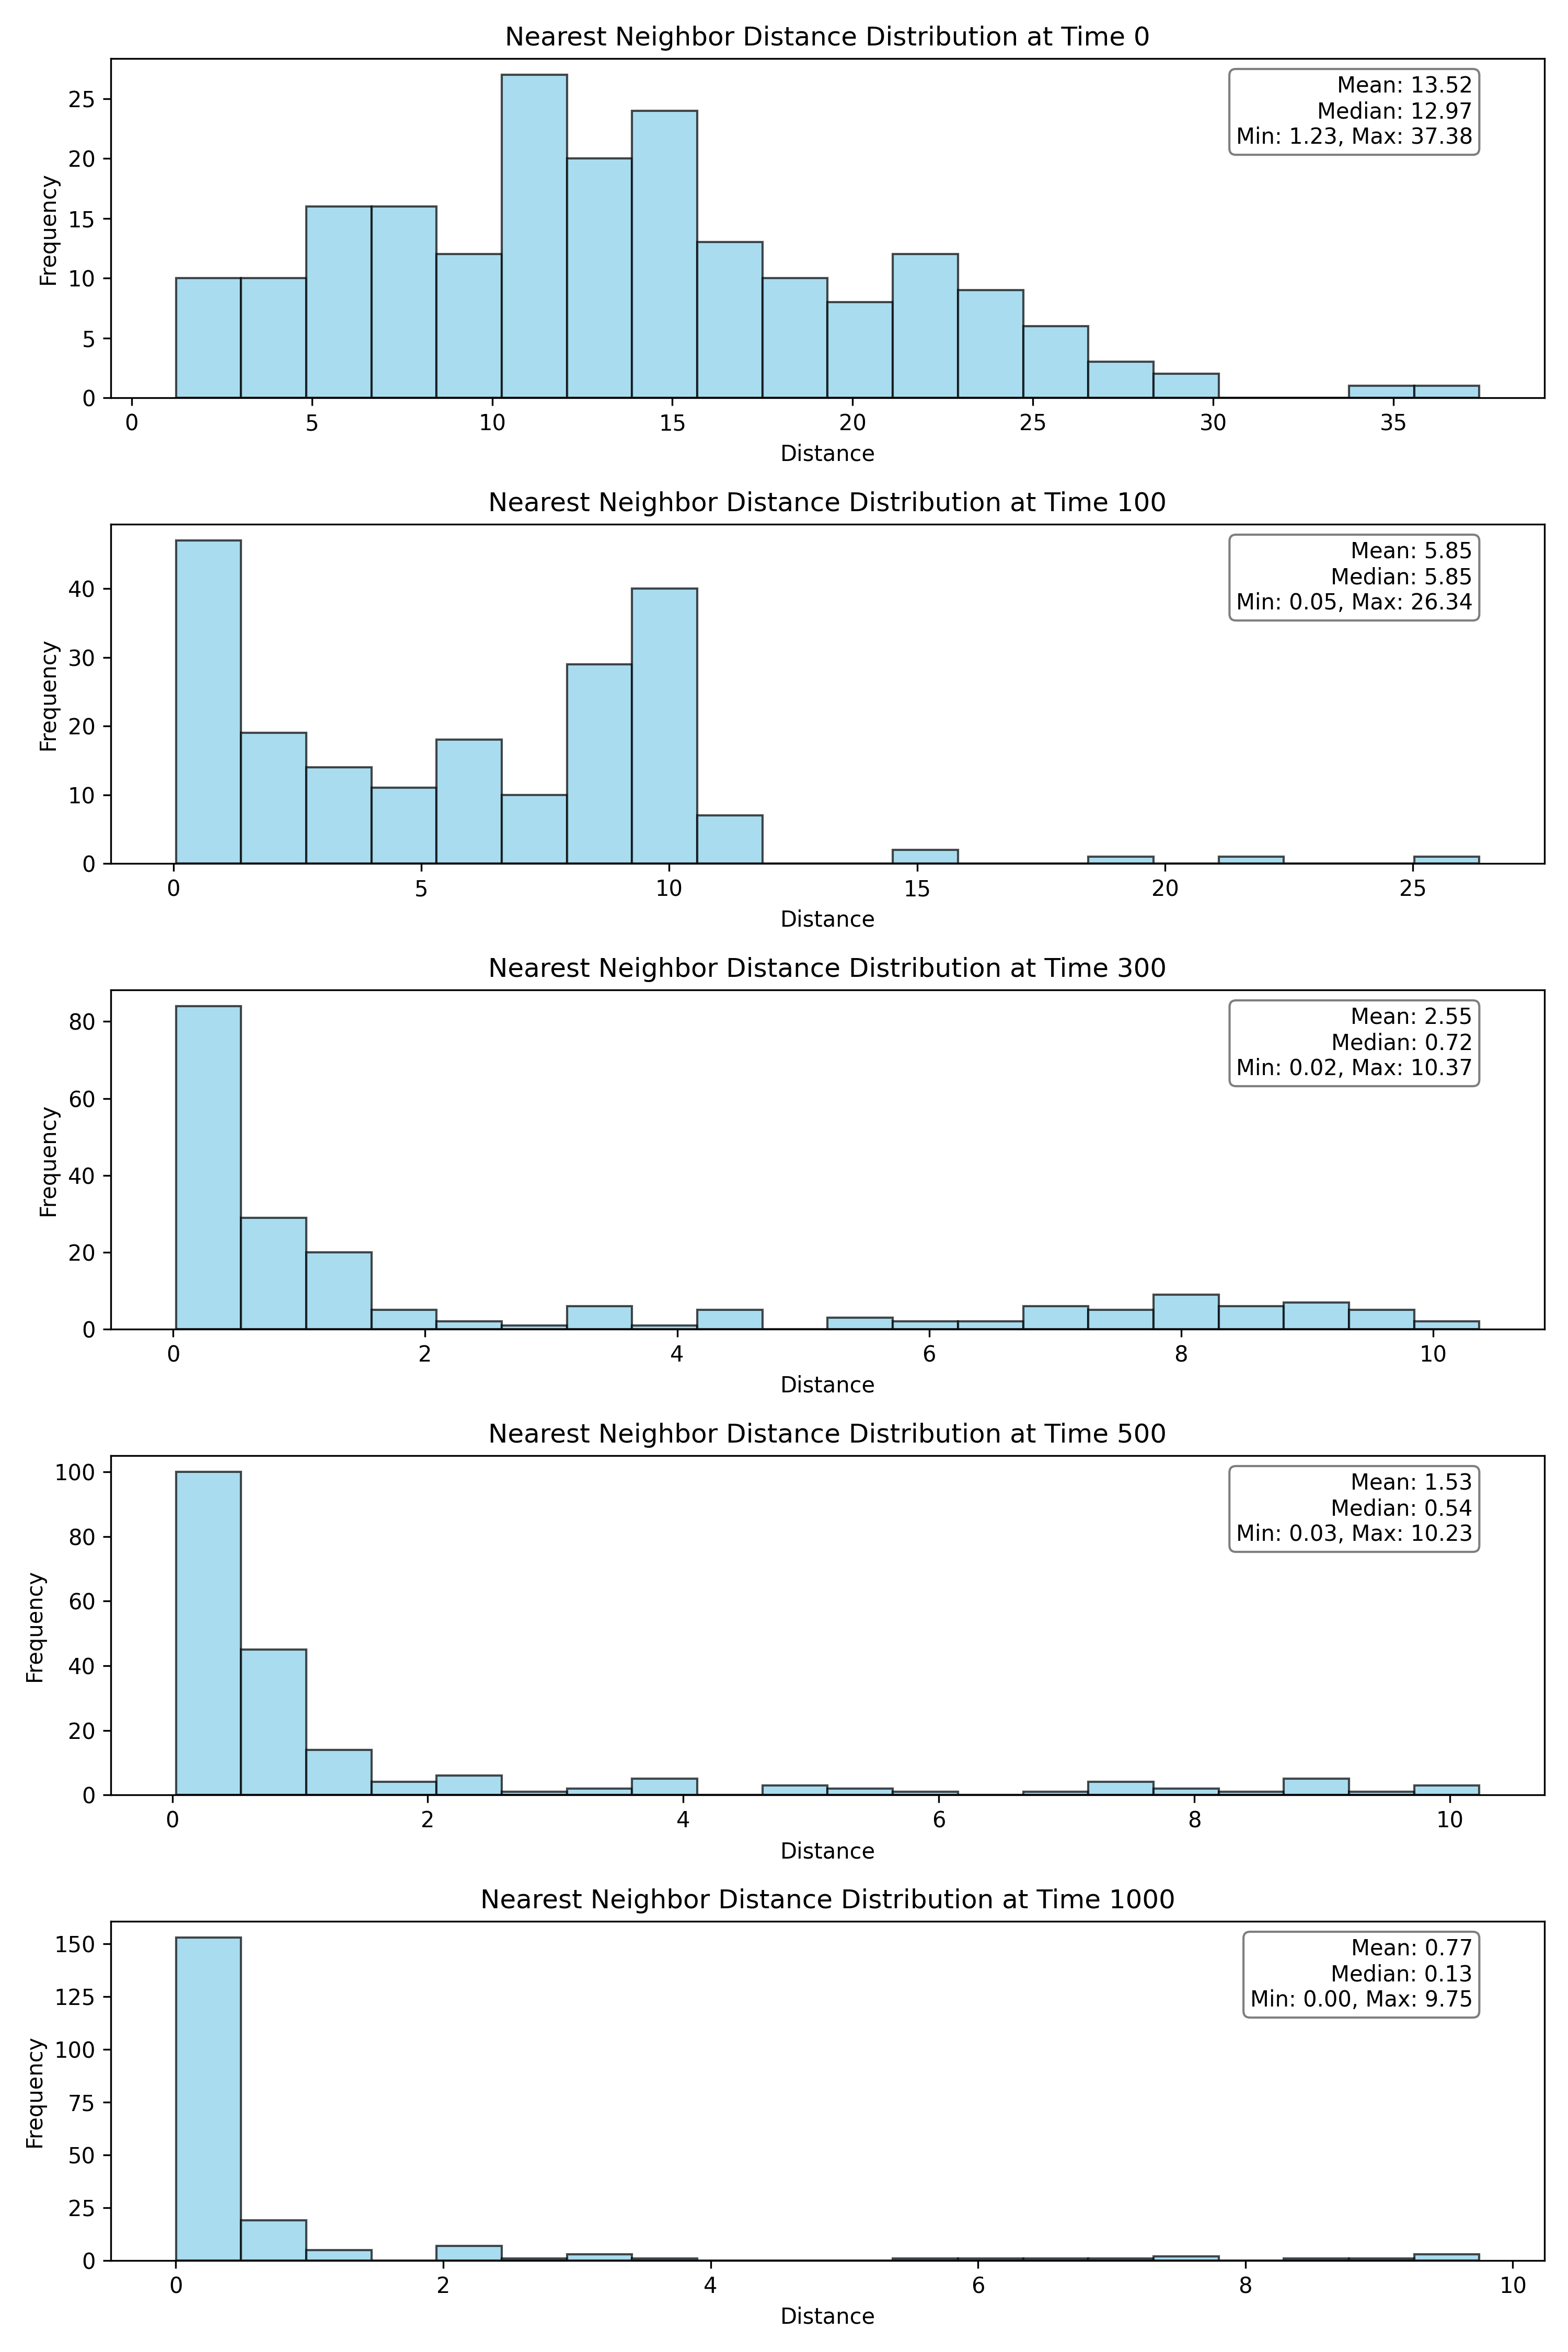 Nearest Neighbor Distance Distribution at Time 0
Mean: 13.52
Median: 12.97
Min: 1.23, Max: 37.38
Frequency
25
20
15
10
5
0
0 5 10 15 20 25 30 35
Distance
Nearest Neighbor Distance Distribution at Time 100
Mean: 5.85
Median: 5.85
Min: 0.05, Max: 26.34
Frequency
40
30
20
10
0
0 5 10 15 20 25
Distance
Nearest Neighbor Distance Distribution at Time 300
Mean: 2.55
Median: 0.72
Min: 0.02, Max: 10.37
Frequency
80
60
40
20
0
0 2 4 6 8 10
Distance
Nearest Neighbor Distance Distribution at Time 500
Mean: 1.53
Median: 0.54
Min: 0.03, Max: 10.23
Frequency
100
80
60
40
20
0
0 2 4 6 8 10
Distance
Nearest Neighbor Distance Distribution at Time 1000
Mean: 0.77
Median: 0.13
Min: 0.00, Max: 9.75
Frequency
150
125
100
75
50
25
0
0 2 4 6 8 10
Distance